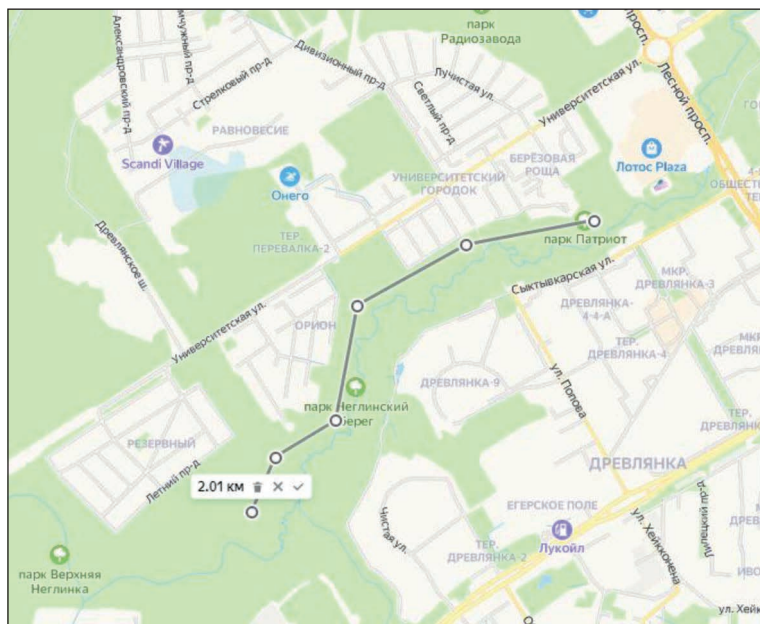 парк
Радиозавода
просп.
Лесной просп.
Александровский пр-д
Стрелковый пр-д
Дивизионный пр-д
Лучистая ул.
Светлый пр-д
Университетская ул.
РАВНОВЕСИЕ
Scandi Village
Онего
УНИВЕРСИТЕТСКИЙ
ГОРОДОК
БЕРЁЗОВАЯ
РОЩА
Лотос Plaza
ТЕР.
ПЕРЕВАЛКА-2
парк Патриот
Древлянское ш.
Сыктывкарская ул.
МКР.
ДРЕВЛЯНКА-3
Университетская ул.
ОРИОН
ДРЕВЛЯНКА-
4-4-А
ТЕР.
ДРЕВЛЯНКА-4
ДРЕВЛЯНКА-9
ул. Попова
парк Неглинский
берег
РЕЗЕРВНЫЙ
Летний пр-д
2.01 км
ДРЕВЛЯНКА
Чистая ул.
ЕГЕРСКОЕ ПОЛЕ
Лукойл
ТЕР.
ДРЕВЛЯНКА-2
ул. Хейкконена
парк Верхняя
Неглинка